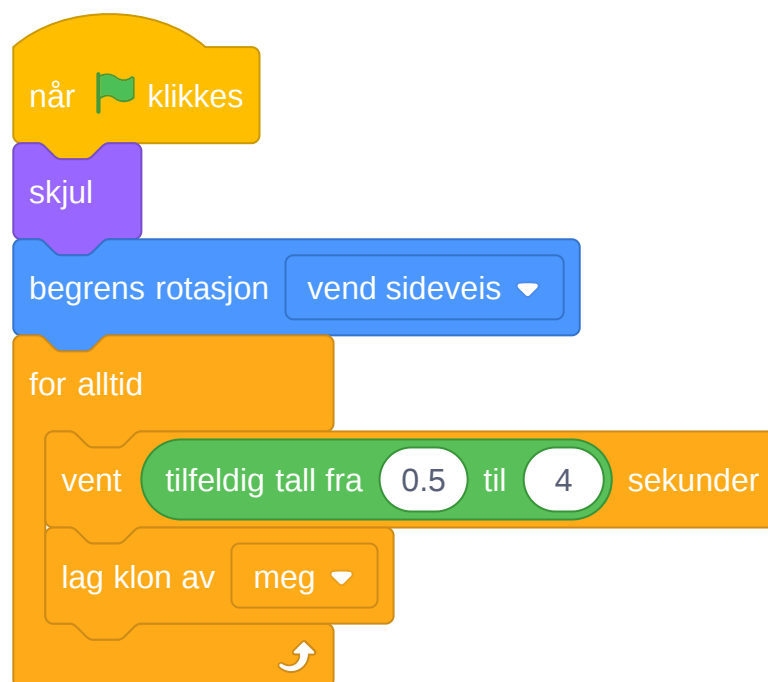 når klikkes
skjul
begrens rotasjon vend sideveis
for alltid
vent tilfeldig tall fra 0.5 til 4 sekunder
lag klon av meg